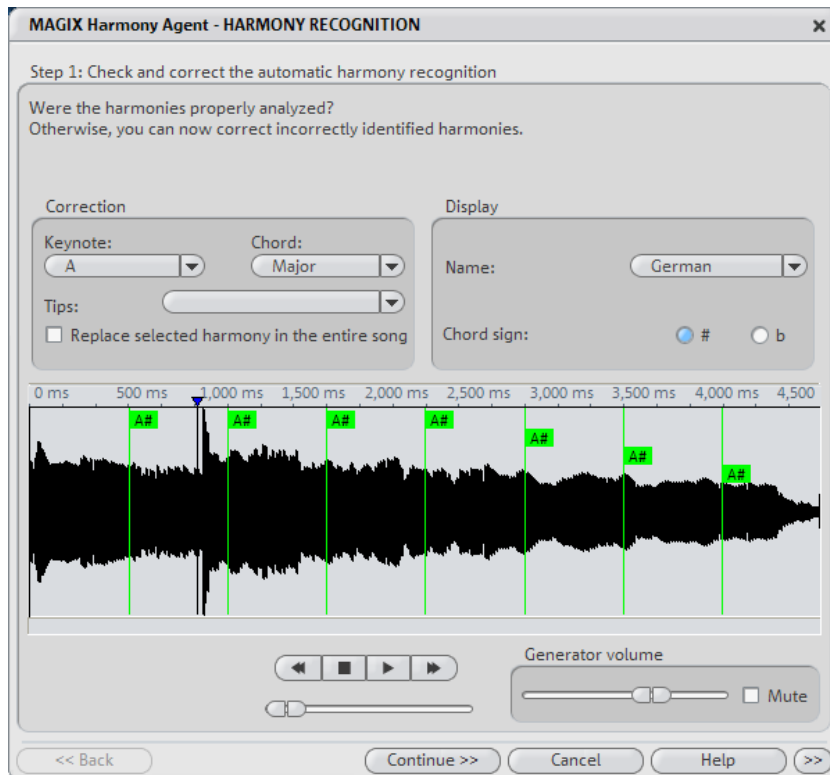 MAGIX Harmony Agent - HARMONY RECOGNITION
Step 1: Check and correct the automatic harmony recognition
Were the harmonies properly analyzed?
Otherwise, you can now correct incorrectly identified harmonies.
Correction
Display
Keynote:
Chord:
A
Major
Name:
German
Tips:
Replace selected harmony in the entire song
Chord sign:
#
b
0 ms 500 ms 1,000 ms 1,500 ms 2,000 ms 2,500 ms 3,000 ms 3,500 ms 4,000 ms 4,500
A# A# A# A#
A#
A#
A#
Generator volume
Mute
<< Back
Continue >>
Cancel
Help
>>